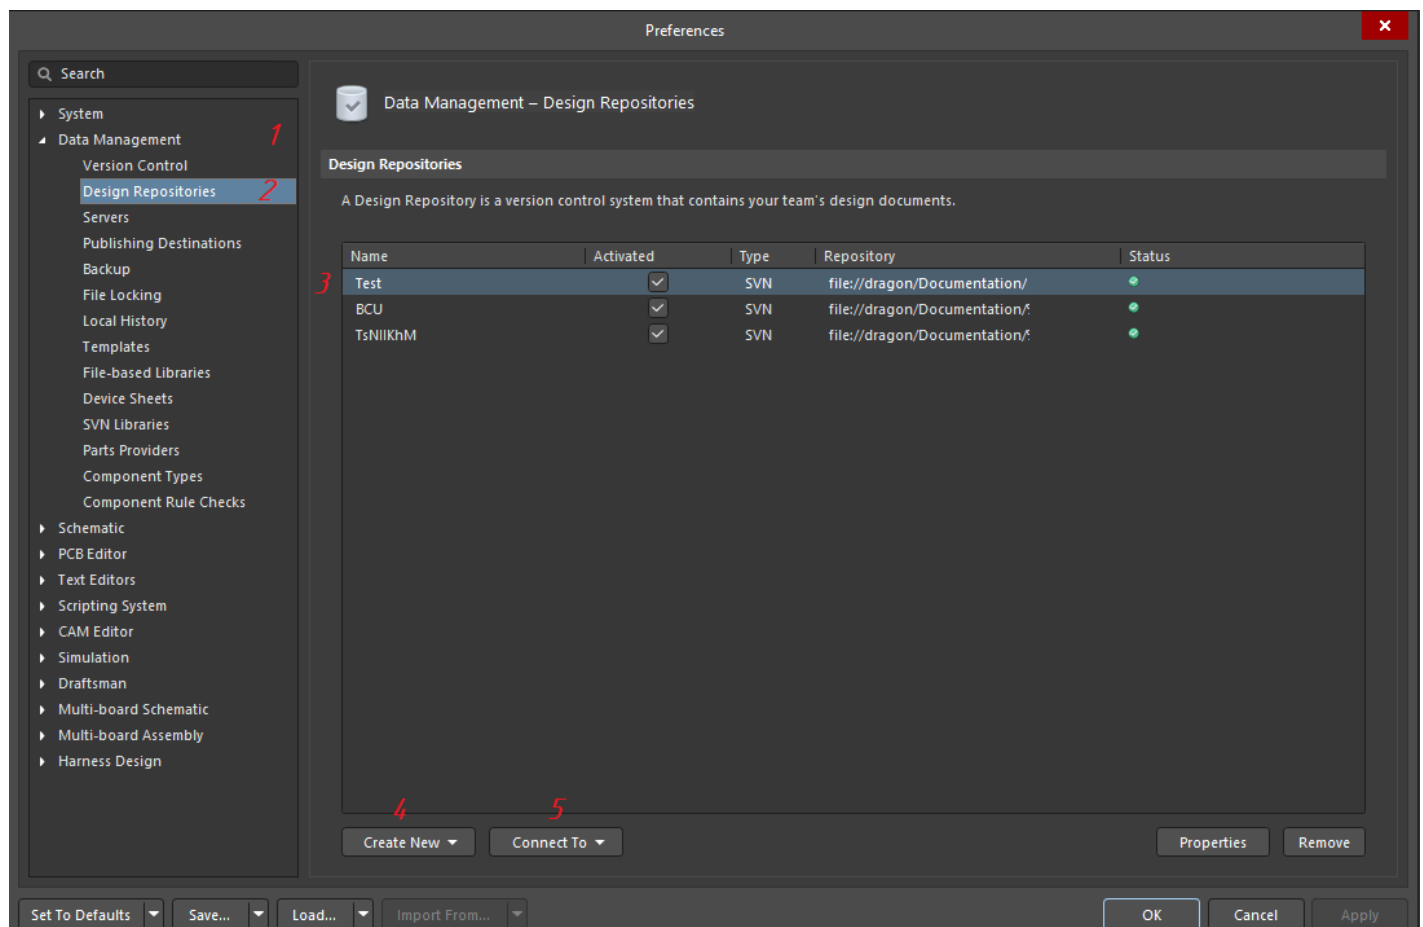 Preferences
Search
System
Data Management 1
Version Control
Design Repositories 2
Servers
Publishing Destinations
Backup
File Locking
Local History
Templates
File-based Libraries
Device Sheets
SVN Libraries
Parts Providers
Component Types
Component Rule Checks
Schematic
PCB Editor
Text Editors
Scripting System
CAM Editor
Simulation
Draftsman
Multi-board Schematic
Multi-board Assembly
Harness Design
Data Management – Design Repositories
Design Repositories
A Design Repository is a version control system that contains your team's design documents.
Name Activated Type Repository Status
3 Test SVN file://dragon/Documentation/
BCU SVN file://dragon/Documentation/
TsNIIKhM SVN file://dragon/Documentation/
4 5
Create New Connect To Properties Remove
Set To Defaults Save... Load... Import From... OK Cancel Apply